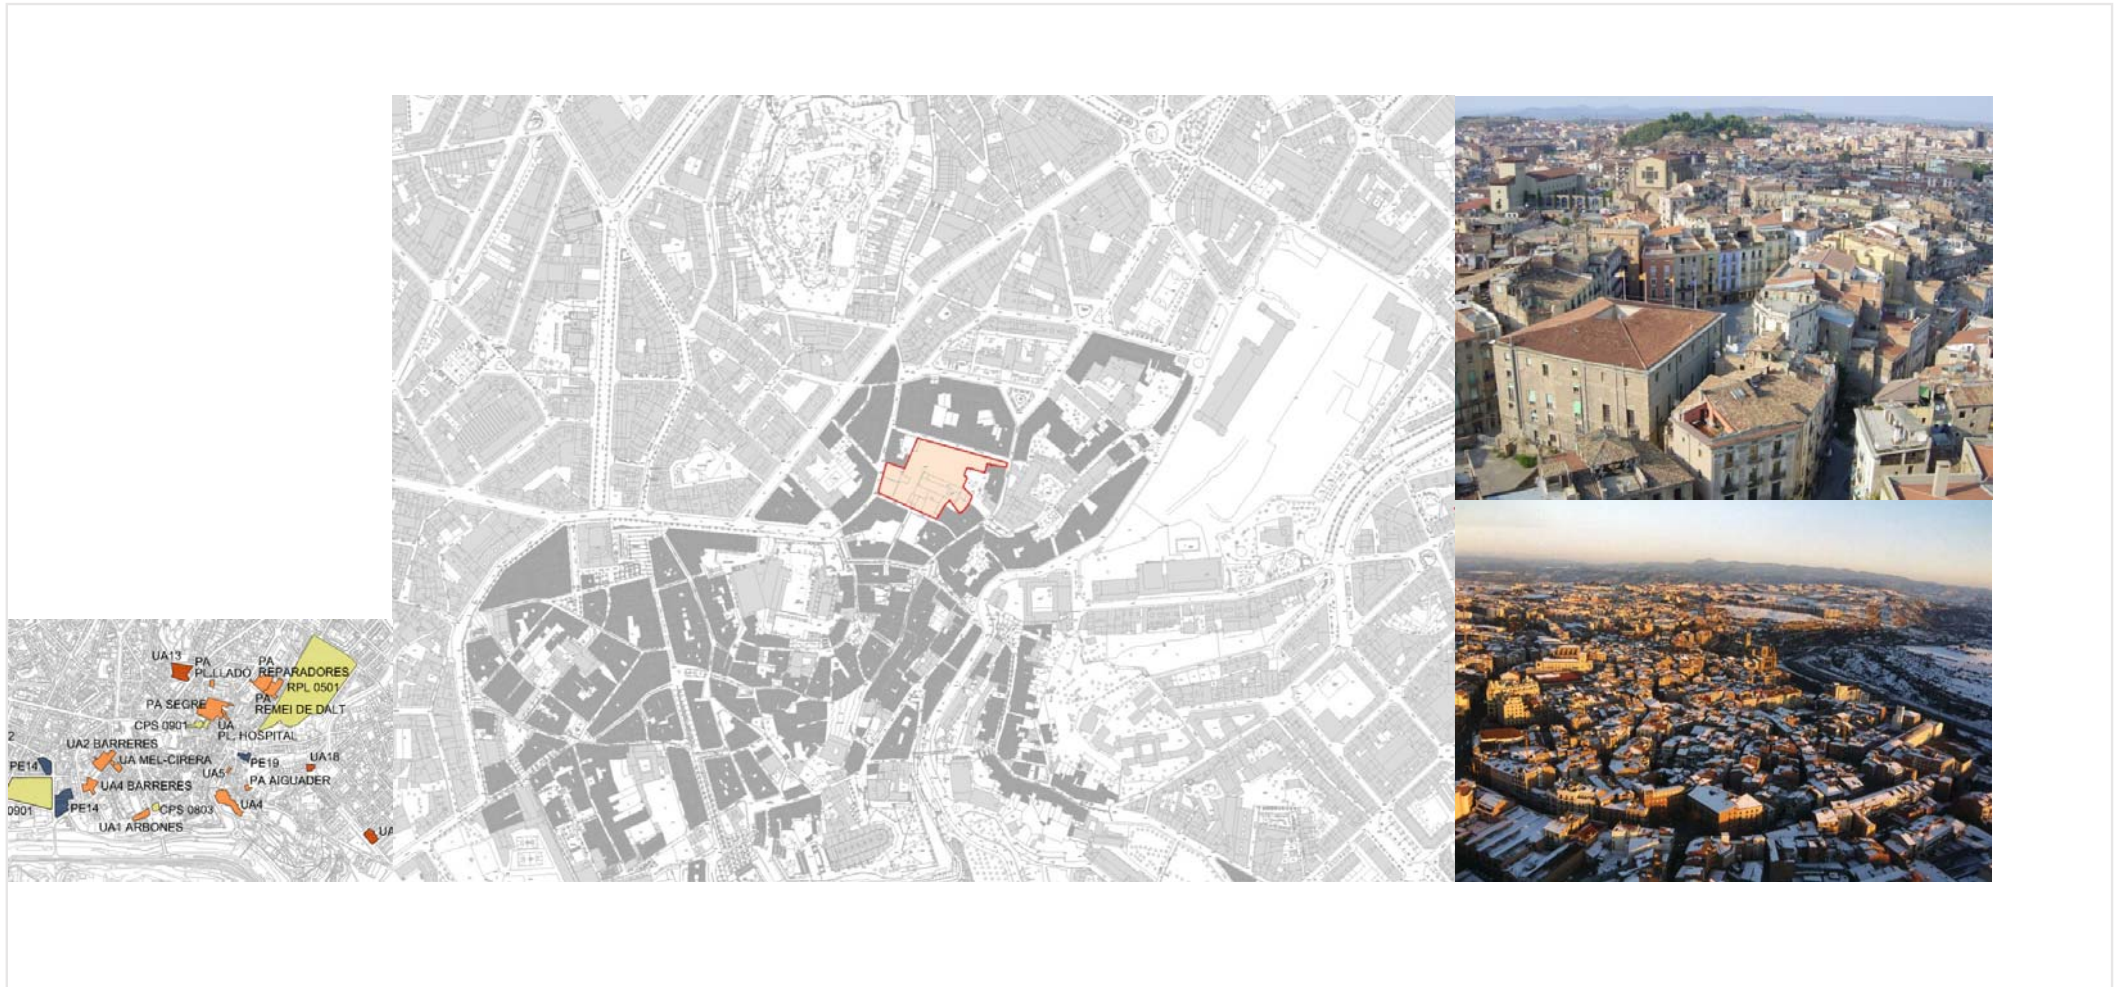 UA13
PA
PL.LLADÓ
PA
REPARADORES
RPL 0501
PA
REMEI DE DALT
PA SEGRE
CPS 0901
UA
PL. HOSPITAL
2
UA2 BARRERES
UA MEL-CIRERA
PE14
UA5
PE19
UA18
PA AIGUADER
UA4 BARRERES
0901
PE14
CPS 0803
UA4
UA1 ARBONES
UA